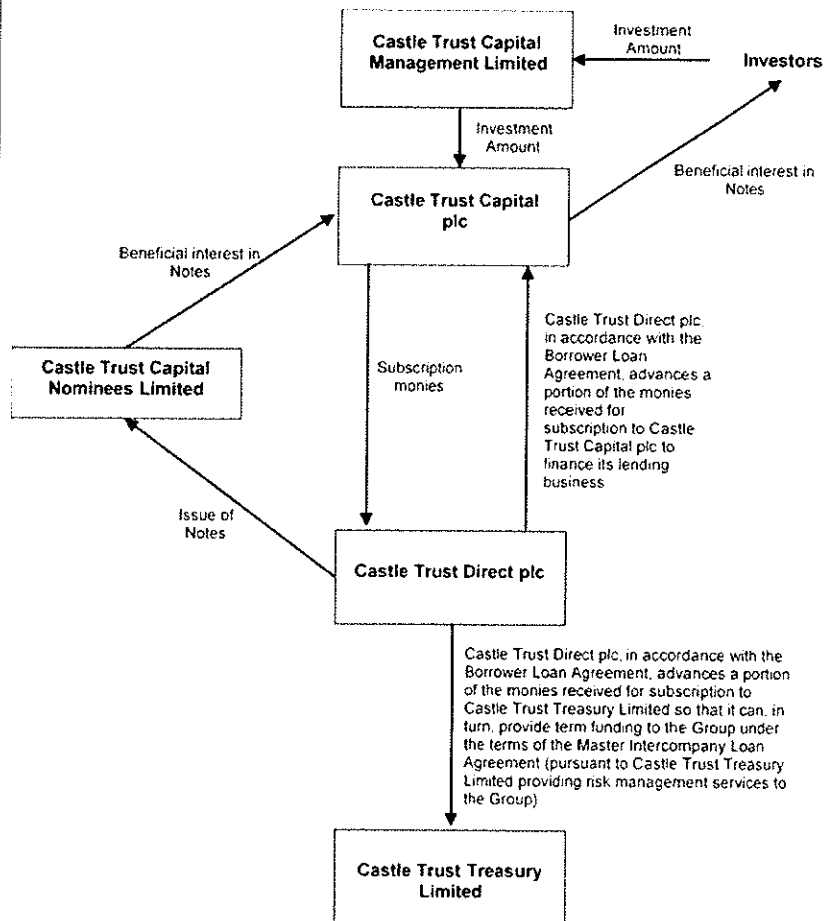 Castle Trust Capital
Management Limited
Investment
Amount
Investors
Investment
Amount
Castle Trust Capital
plc
Beneficial interest in
Notes
Beneficial interest in
Notes
Castle Trust Capital
Nominees Limited
Subscription
monies
Castle Trust Direct plc,
in accordance with the
Borrower Loan
Agreement, advances a
portion of the monies
received for
subscription to Castle
Trust Capital plc to
finance its lending
business
Issue of
Notes
Castle Trust Direct plc
Castle Trust Direct plc, in accordance with the
Borrower Loan Agreement, advances a portion
of the monies received for subscription to
Castle Trust Treasury Limited so that it can, in
turn, provide term funding to the Group under
the terms of the Master Intercompany Loan
Agreement (pursuant to Castle Trust Treasury
Limited providing risk management services to
the Group)
Castle Trust Treasury
Limited